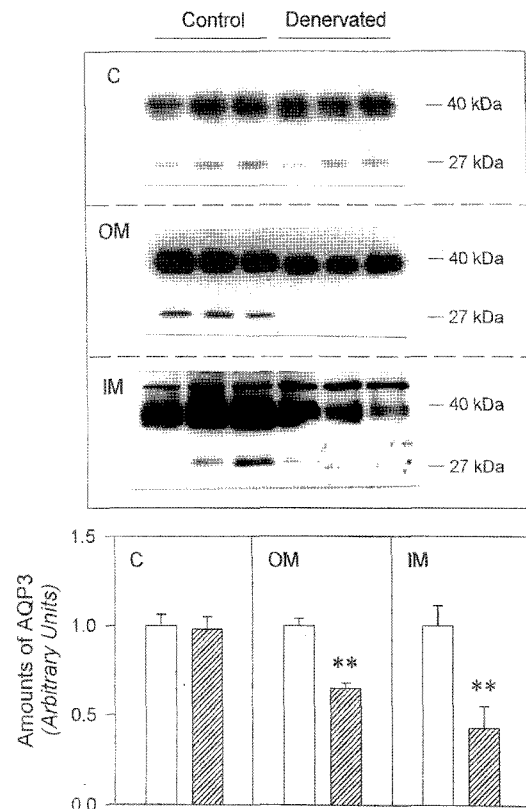 Control Denervated
C
40 kDa
27 kDa
OM
40 kDa
27 kDa
IM
40 kDa
27 kDa
Amounts of AQP3
(Arbitrary Units)
1.5
1.0
0.5
0.0
C OM IM
**
**